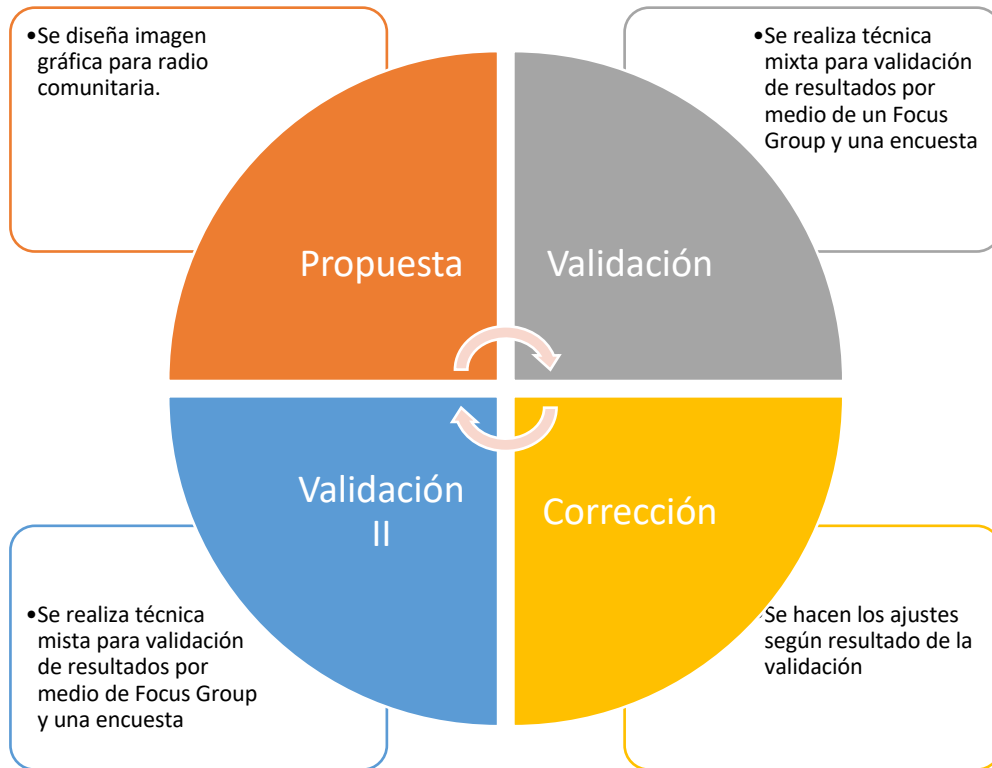 •Se diseña imagen
gráfica para radio
comunitaria.
•Se realiza técnica
mixta para validación
de resultados por
medio de un Focus
Group y una encuesta
Propuesta
Validación
Validación
II
Corrección
•Se realiza técnica
mista para validación
de resultados por
medio de Focus Group
y una encuesta
•Se hacen los ajustes
según resultado de la
validación